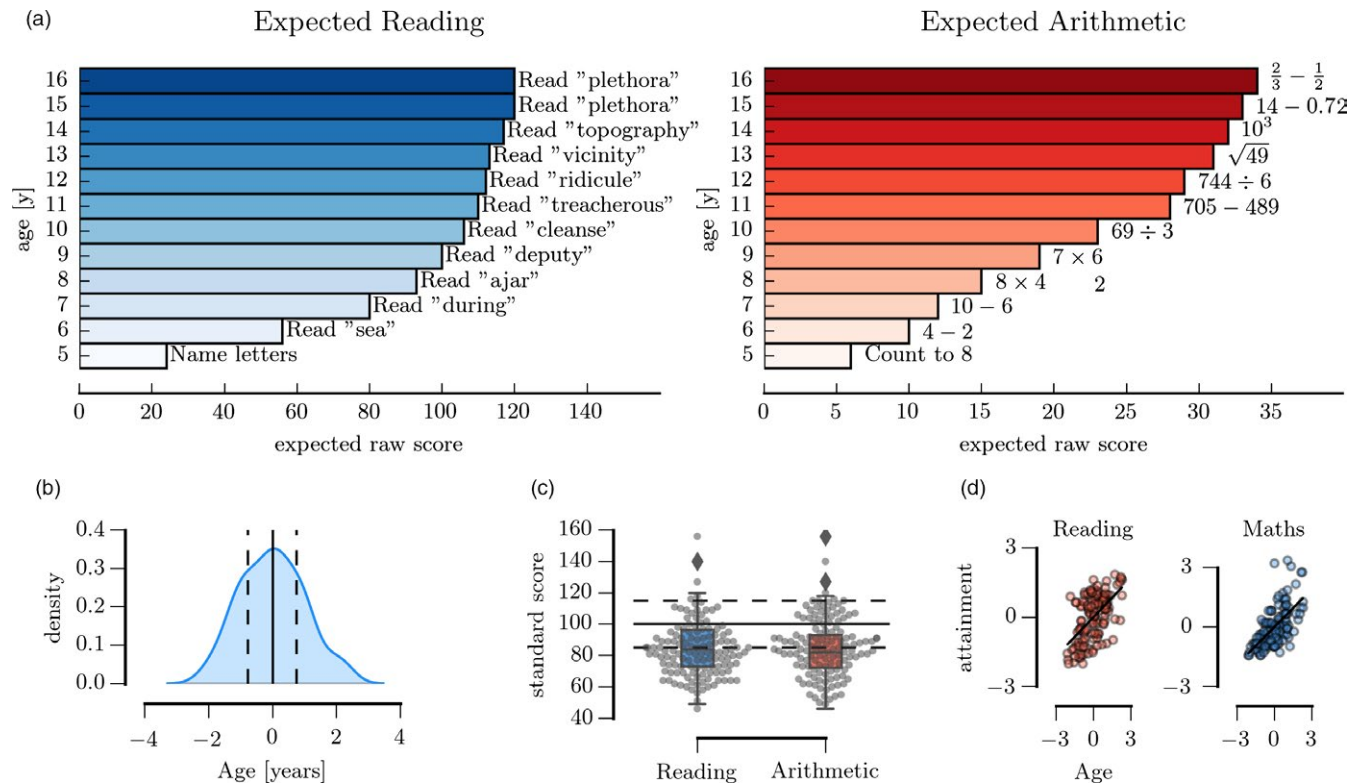 (a)
Expected Reading
Expected Arithmetic
age [y]
16
15
14
13
12
11
10
9
8
7
6
5
Read "plethora"
Read "plethora"
Read "topography"
Read "vicinity"
Read "ridicule"
Read "treacherous"
Read "cleanse"
Read "deputy"
Read "ajar"
Read "during"
Read "sea"
Name letters
0 20 40 60 80 100 120 140
expected raw score
age [y]
16
15
14
13
12
11
10
9
8
7
6
5
2/3 − 1/2
14 − 0.72
10³
√49
744 ÷ 6
705 − 489
69 ÷ 3
7 × 6
8 × 4 2
10 − 6
4 − 2
Count to 8
0 5 10 15 20 25 30 35
expected raw score
(b)
density
0.4
0.3
0.2
0.1
0.0
−4 −2 0 2 4
Age [years]
(c)
standard score
160
140
120
100
80
60
40
Reading Arithmetic
(d)
Reading
Maths
attainment
3
0
−3
3
0
−3
−3 0 3
−3 0 3
Age